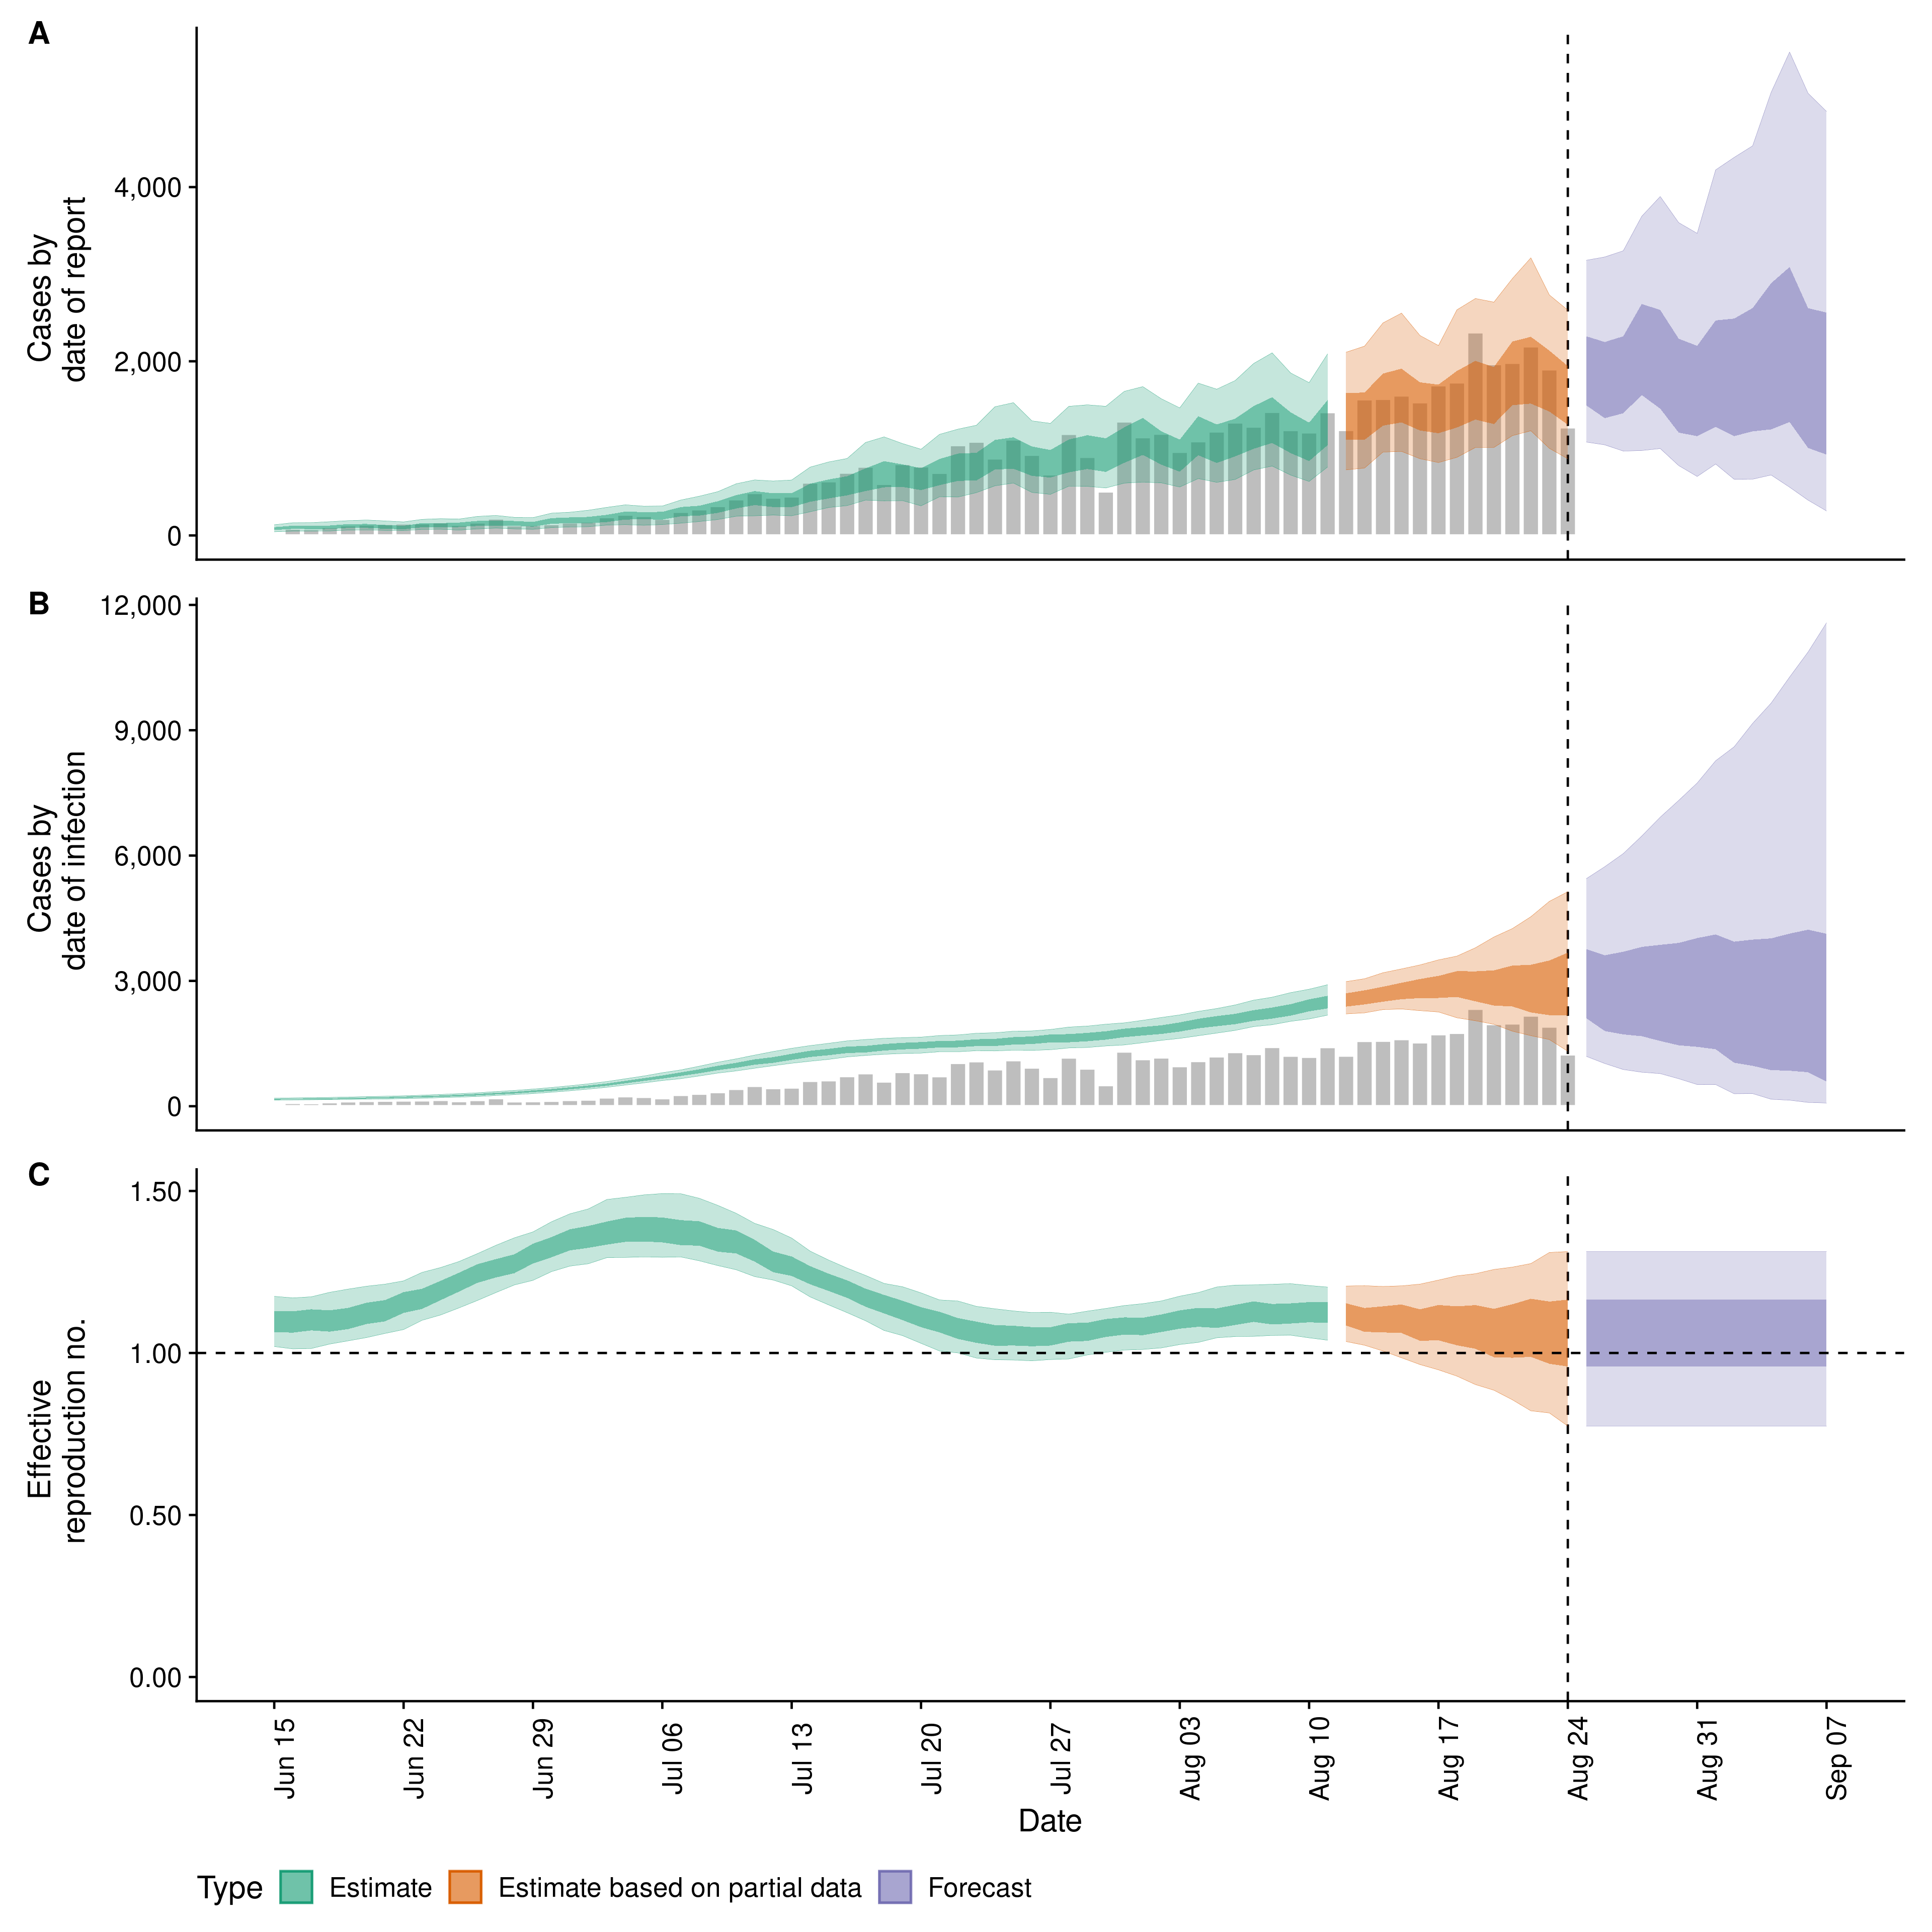 A
Cases by
date of report
4,000
2,000
0
B
Cases by
date of infection
12,000
9,000
6,000
3,000
0
C
Effective
reproduction no.
1.50
1.00
0.50
0.00
Jun 15
Jun 22
Jun 29
Jul 06
Jul 13
Jul 20
Jul 27
Aug 03
Aug 10
Aug 17
Aug 24
Aug 31
Sep 07
Date
Type Estimate Estimate based on partial data Forecast